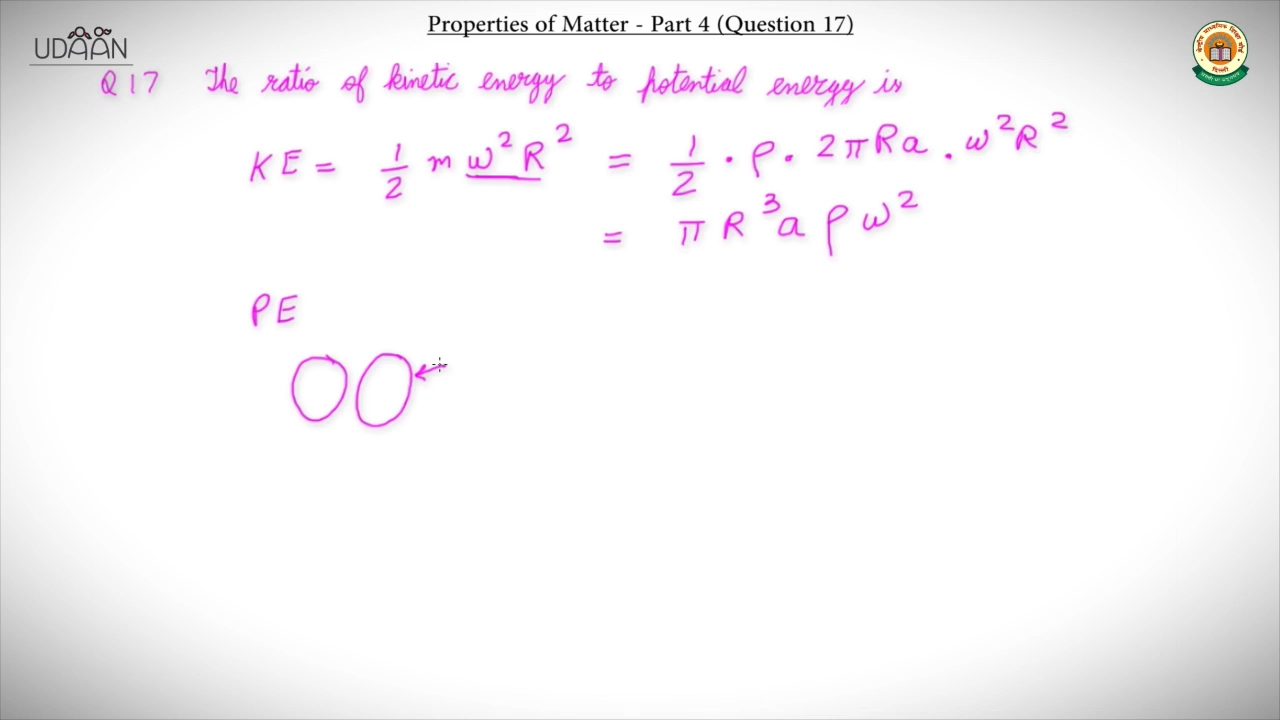 Properties of Matter - Part 4 (Question 17)
UDAAN
Q 17 The ratio of kinetic energy to potential energy is
KE = 1/2 m ω²R² = 1/2 · ρ · 2πRa · ω²R²
= πR³aρω²
PE